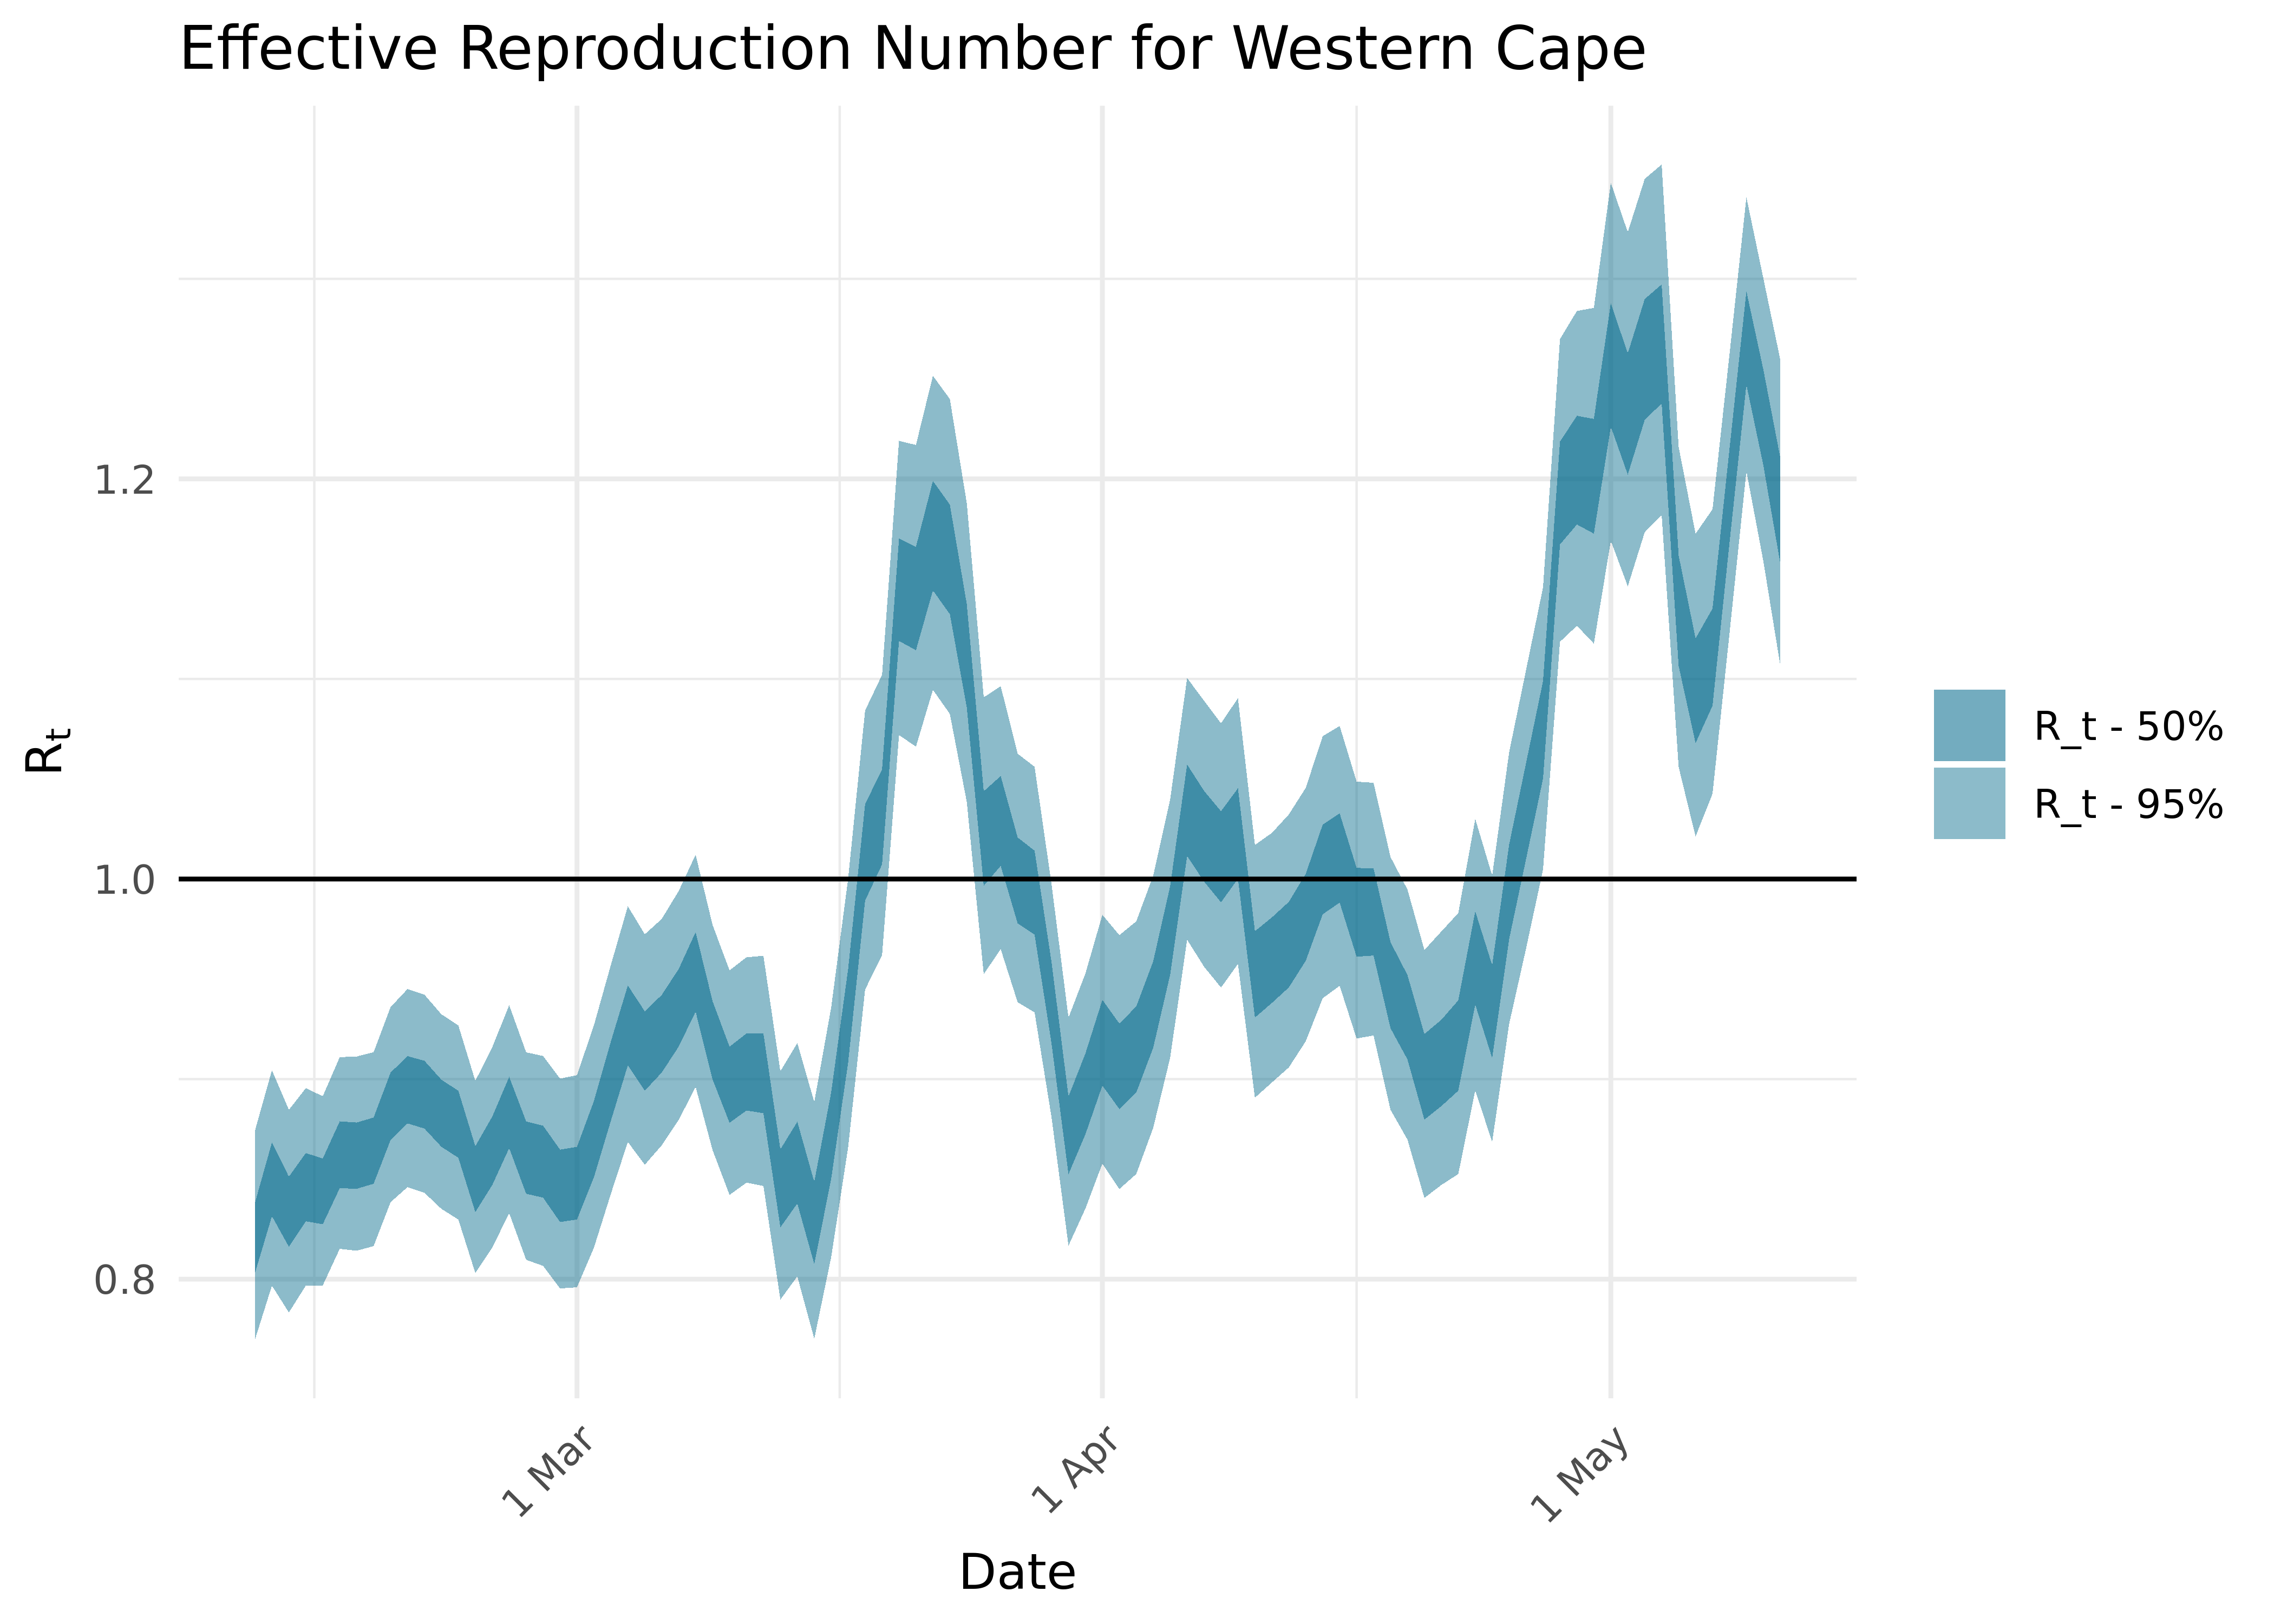 Effective Reproduction Number for Western Cape
1.2
1.0
0.8
Rt
1 Mar
1 Apr
1 May
Date
R_t - 50%
R_t - 95%